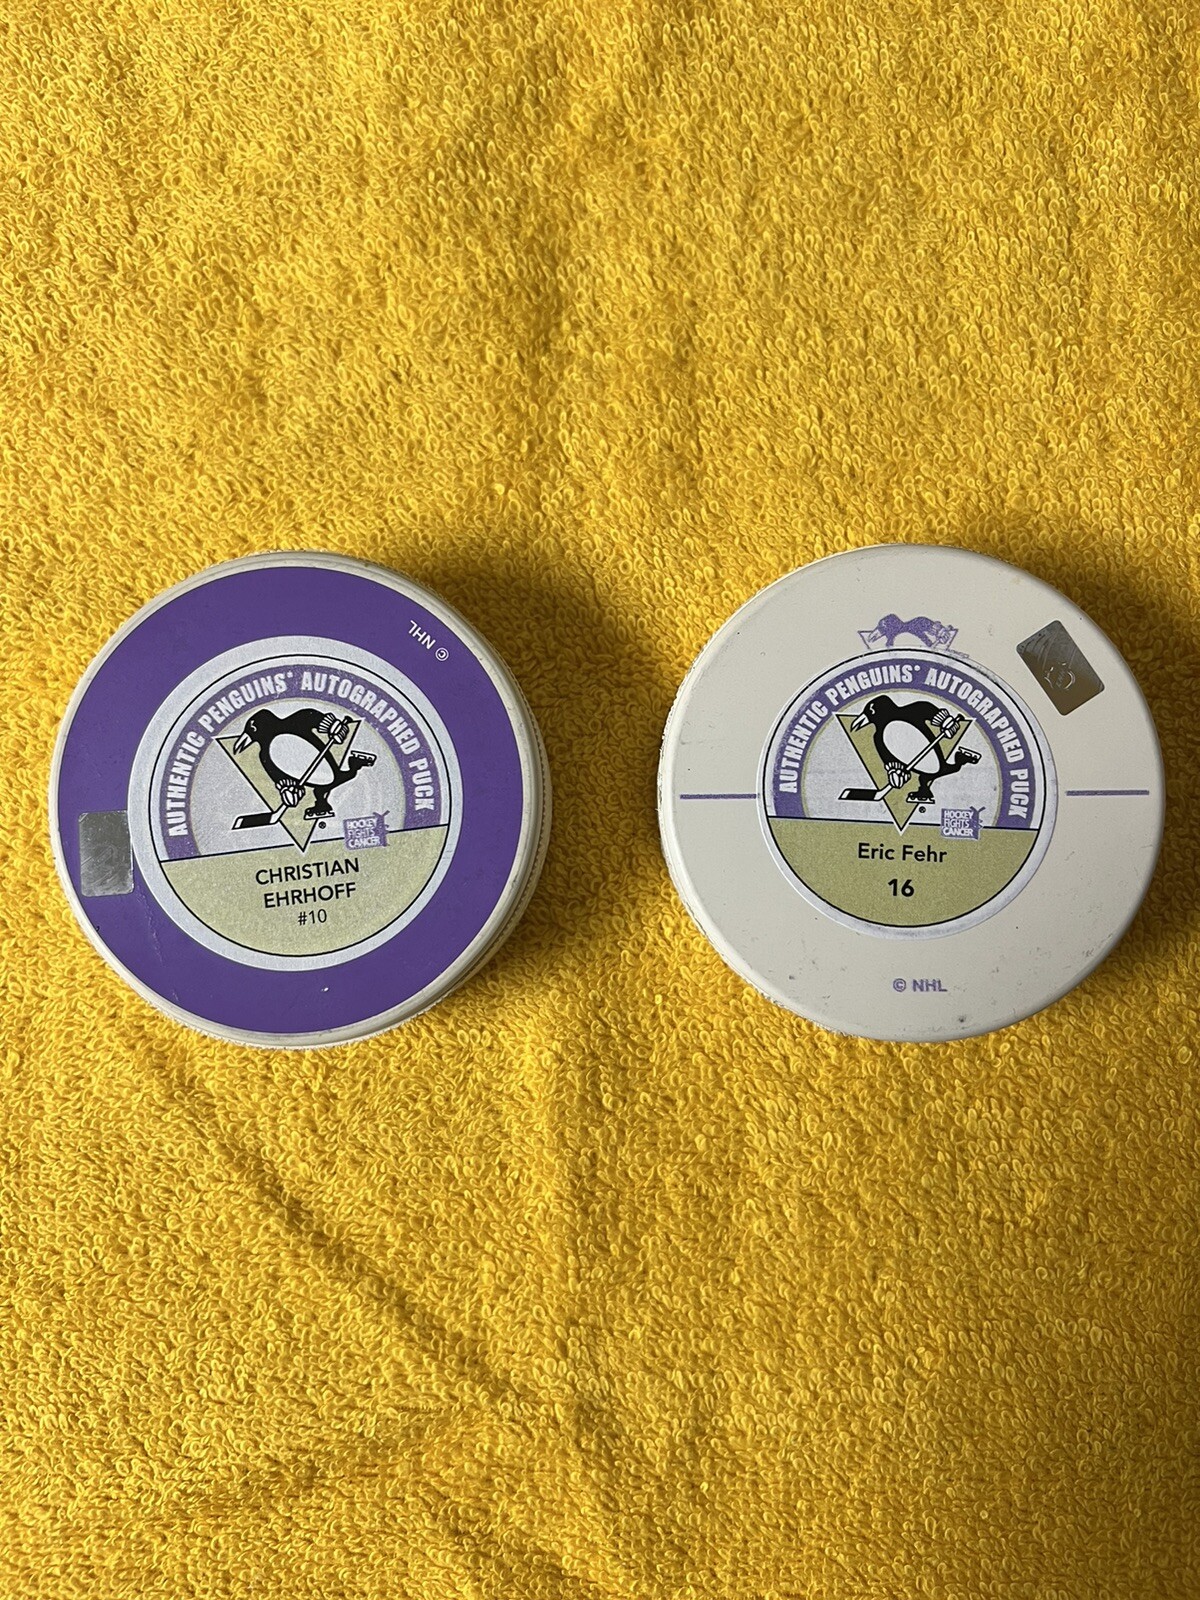 © NHL
AUTHENTIC PENGUINS® AUTOGRAPHED PUCK
®
HOCKEY
FIGHTS
CANCER
CHRISTIAN
EHRHOFF
#10
AUTHENTIC PENGUINS® AUTOGRAPHED PUCK
®
HOCKEY
FIGHTS
CANCER
Eric Fehr
16
© NHL